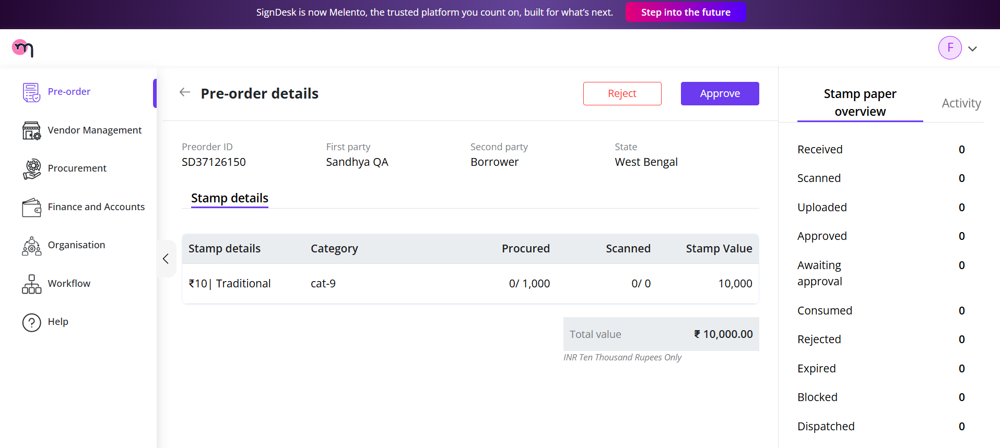 SignDesk is now Melento, the trusted platform you count on, built for what’s next.
Step into the future
m
F
Pre-order
Vendor Management
Procurement
Finance and Accounts
Organisation
Workflow
? Help
Pre-order details
Reject
Approve
Preorder ID
SD37126150
First party
Sandhya QA
Second party
Borrower
State
West Bengal
Stamp details
Stamp details Category Procured Scanned Stamp Value
₹10| Traditional cat-9 0/ 1,000 0/ 0 10,000
Total value ₹ 10,000.00
INR Ten Thousand Rupees Only
Stamp paper
overview
Activity
Received 0
Scanned 0
Uploaded 0
Approved 0
Awaiting 0
approval
Consumed 0
Rejected 0
Expired 0
Blocked 0
Dispatched 0